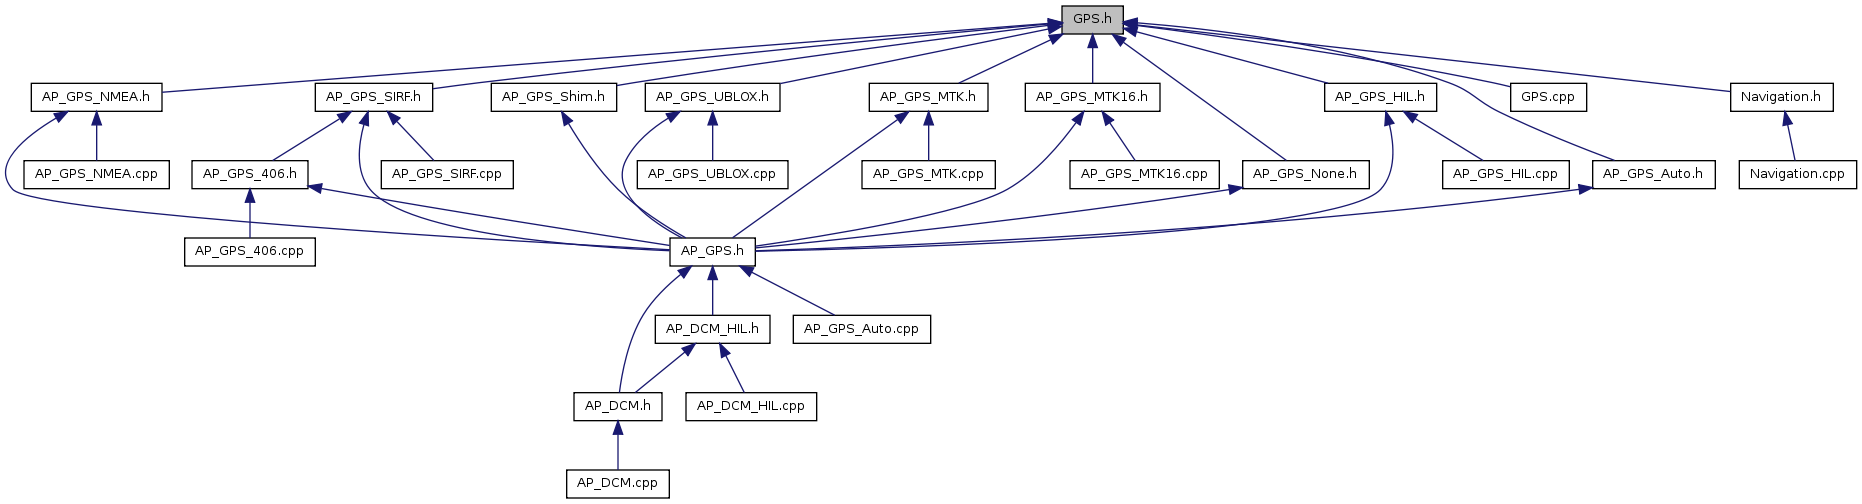 GPS.h
AP_GPS_NMEA.h
AP_GPS_SIRF.h
AP_GPS_Shim.h
AP_GPS_UBLOX.h
AP_GPS_MTK.h
AP_GPS_MTK16.h
AP_GPS_HIL.h
GPS.cpp
Navigation.h
AP_GPS_NMEA.cpp
AP_GPS_406.h
AP_GPS_SIRF.cpp
AP_GPS_UBLOX.cpp
AP_GPS_MTK.cpp
AP_GPS_MTK16.cpp
AP_GPS_None.h
AP_GPS_HIL.cpp
AP_GPS_Auto.h
Navigation.cpp
AP_GPS_406.cpp
AP_GPS.h
AP_DCM_HIL.h
AP_GPS_Auto.cpp
AP_DCM.h
AP_DCM_HIL.cpp
AP_DCM.cpp